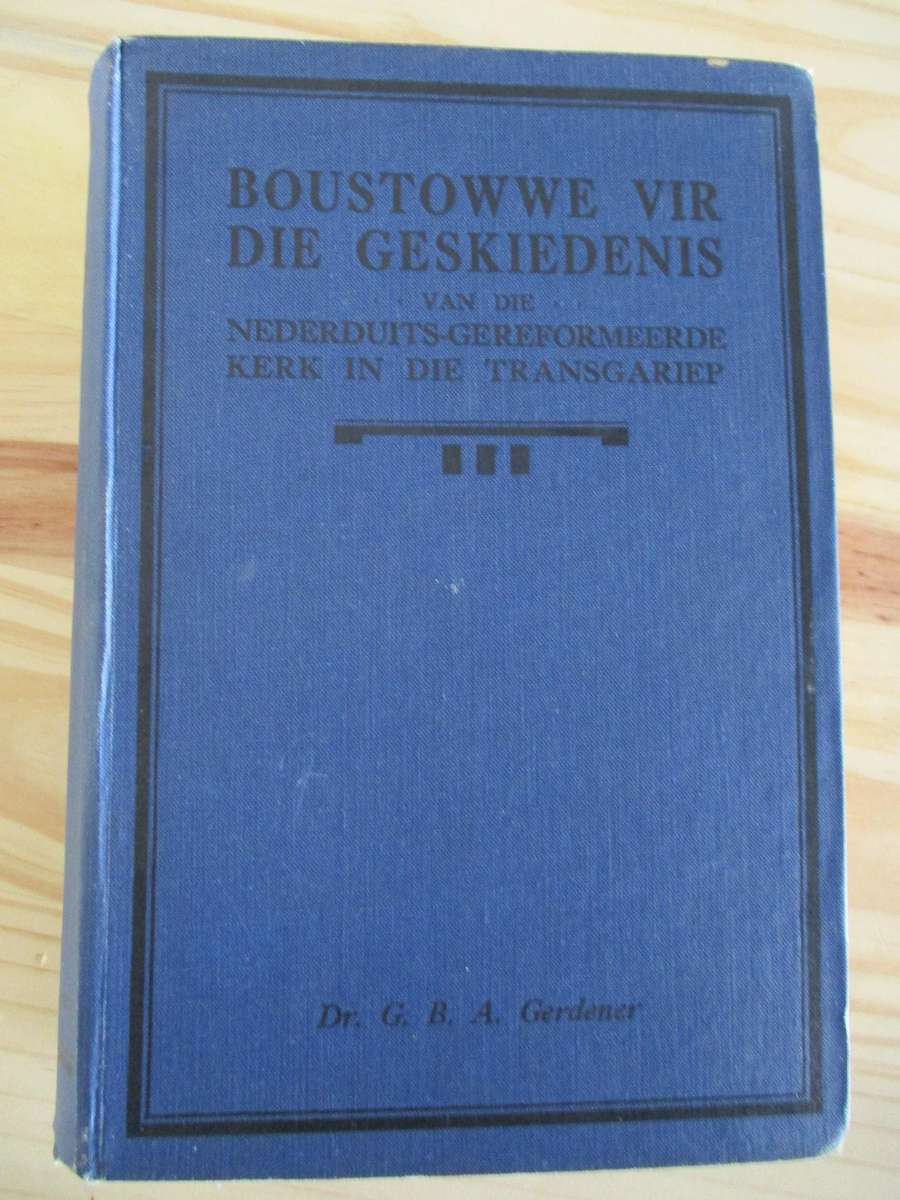 BOUSTOWWE VIR
DIE GESKIEDENIS
VAN DIE
NEDERDUITS-GEREFORMEERDE
KERK IN DIE TRANSGARIEP
Dr. G. B. A. Gerdener